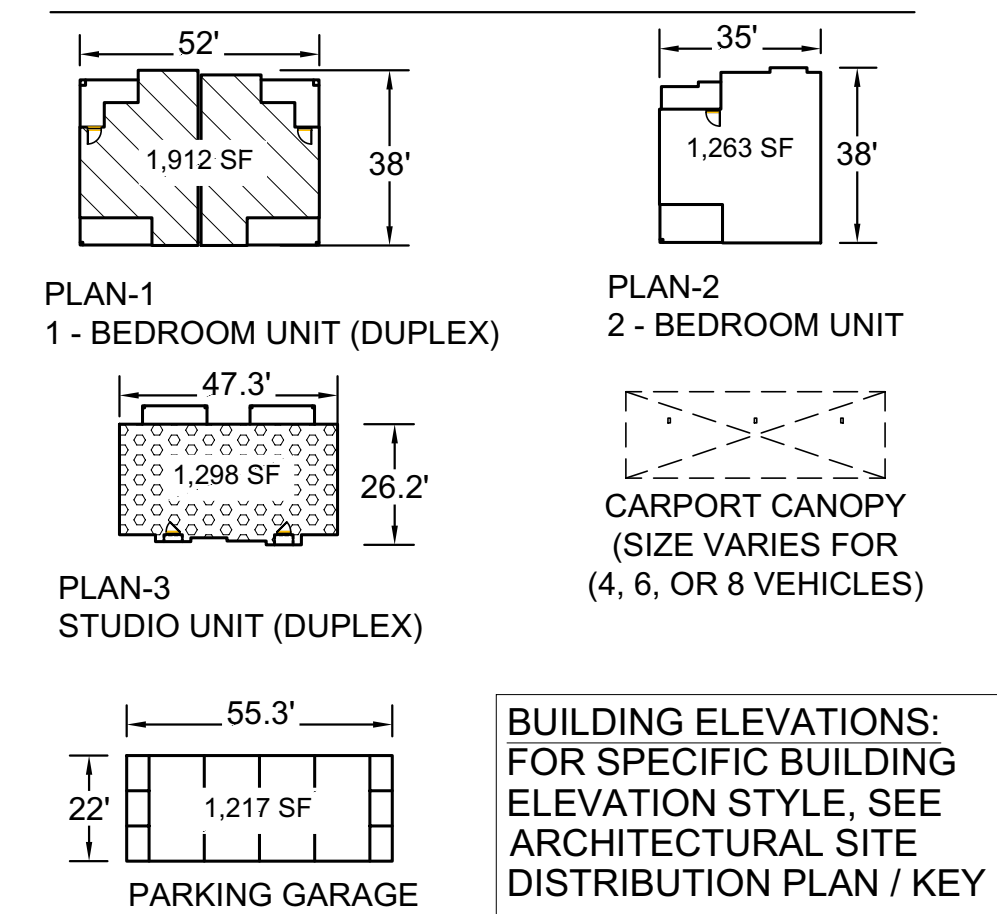 52'
1,912 SF
38'
PLAN-1
1 - BEDROOM UNIT (DUPLEX)
35'
1,263 SF
38'
PLAN-2
2 - BEDROOM UNIT
47.3'
1,298 SF
26.2'
PLAN-3
STUDIO UNIT (DUPLEX)
CARPORT CANOPY
(SIZE VARIES FOR
(4, 6, OR 8 VEHICLES)
55.3'
22'
1,217 SF
PARKING GARAGE
BUILDING ELEVATIONS:
FOR SPECIFIC BUILDING
ELEVATION STYLE, SEE
ARCHITECTURAL SITE
DISTRIBUTION PLAN / KEY